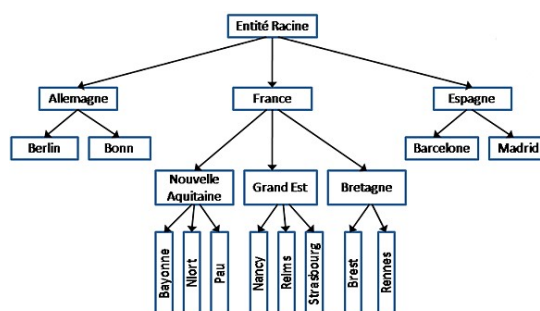 Entité Racine
Allemagne
France
Espagne
Berlin
Bonn
Barcelone
Madrid
Nouvelle
Aquitaine
Grand Est
Bretagne
Bayonne
Niort
Pau
Nancy
Reims
Strasbourg
Brest
Rennes